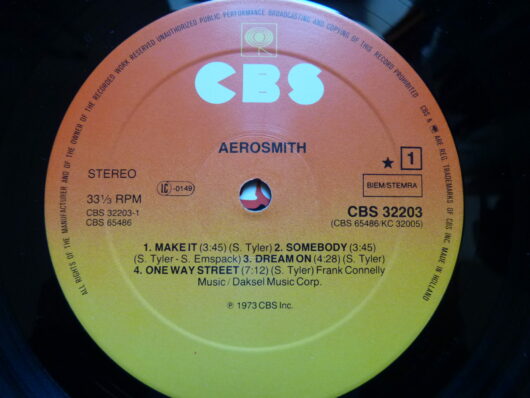 ALL RIGHTS OF THE MANUFACTURER AND OF THE OWNER OF THE RECORDED WORK RESERVED UNAUTHORIZED PUBLIC PERFORMANCE BROADCASTING AND COPYING OF THIS RECORD PROHIBITED
CBS & ARE REG. TRADEMARKS OF CBS INC. MADE IN HOLLAND
CBS
AEROSMITH
STEREO
★ 1
33⅓ RPM
IC -0149
BIEM/STEMRA
CBS 32203-1
CBS 65486
CBS 32203
(CBS 65486/KC 32005)
1. MAKE IT (3:45) (S. Tyler) 2. SOMEBODY (3:45)
(S. Tyler - S. Emspack) 3. DREAM ON (4:28) (S. Tyler)
4. ONE WAY STREET (7:12) (S. Tyler) Frank Connelly
Music / Daksel Music Corp.
℗ 1973 CBS Inc.